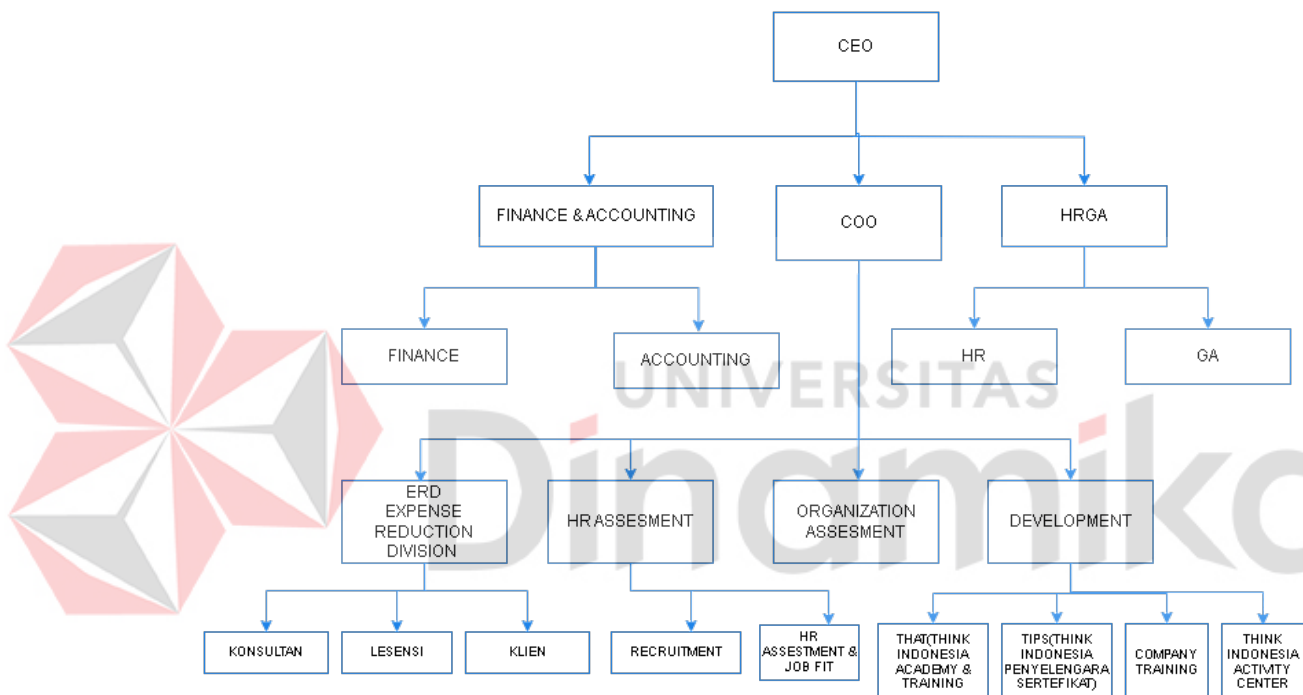 CEO
FINANCE & ACCOUNTING
COO
HRGA
FINANCE
ACCOUNTING
HR
GA
UNIVERSITAS
Dinamika
ERD
EXPENSE
REDUCTION
DIVISION
HR ASSESMENT
ORGANIZATION
ASSESMENT
DEVELOPMENT
KONSULTAN
LESENSI
KLIEN
RECRUITMENT
HR
ASSESTMENT &
JOB FIT
THAT(THINK
INDONESIA
ACADEMY &
TRAINING
TIPS(THINK
INDONESIA
PENYELENGARA
SERTEFIKAT)
COMPANY
TRAINING
THINK
INDONESIA
ACTIVITY
CENTER